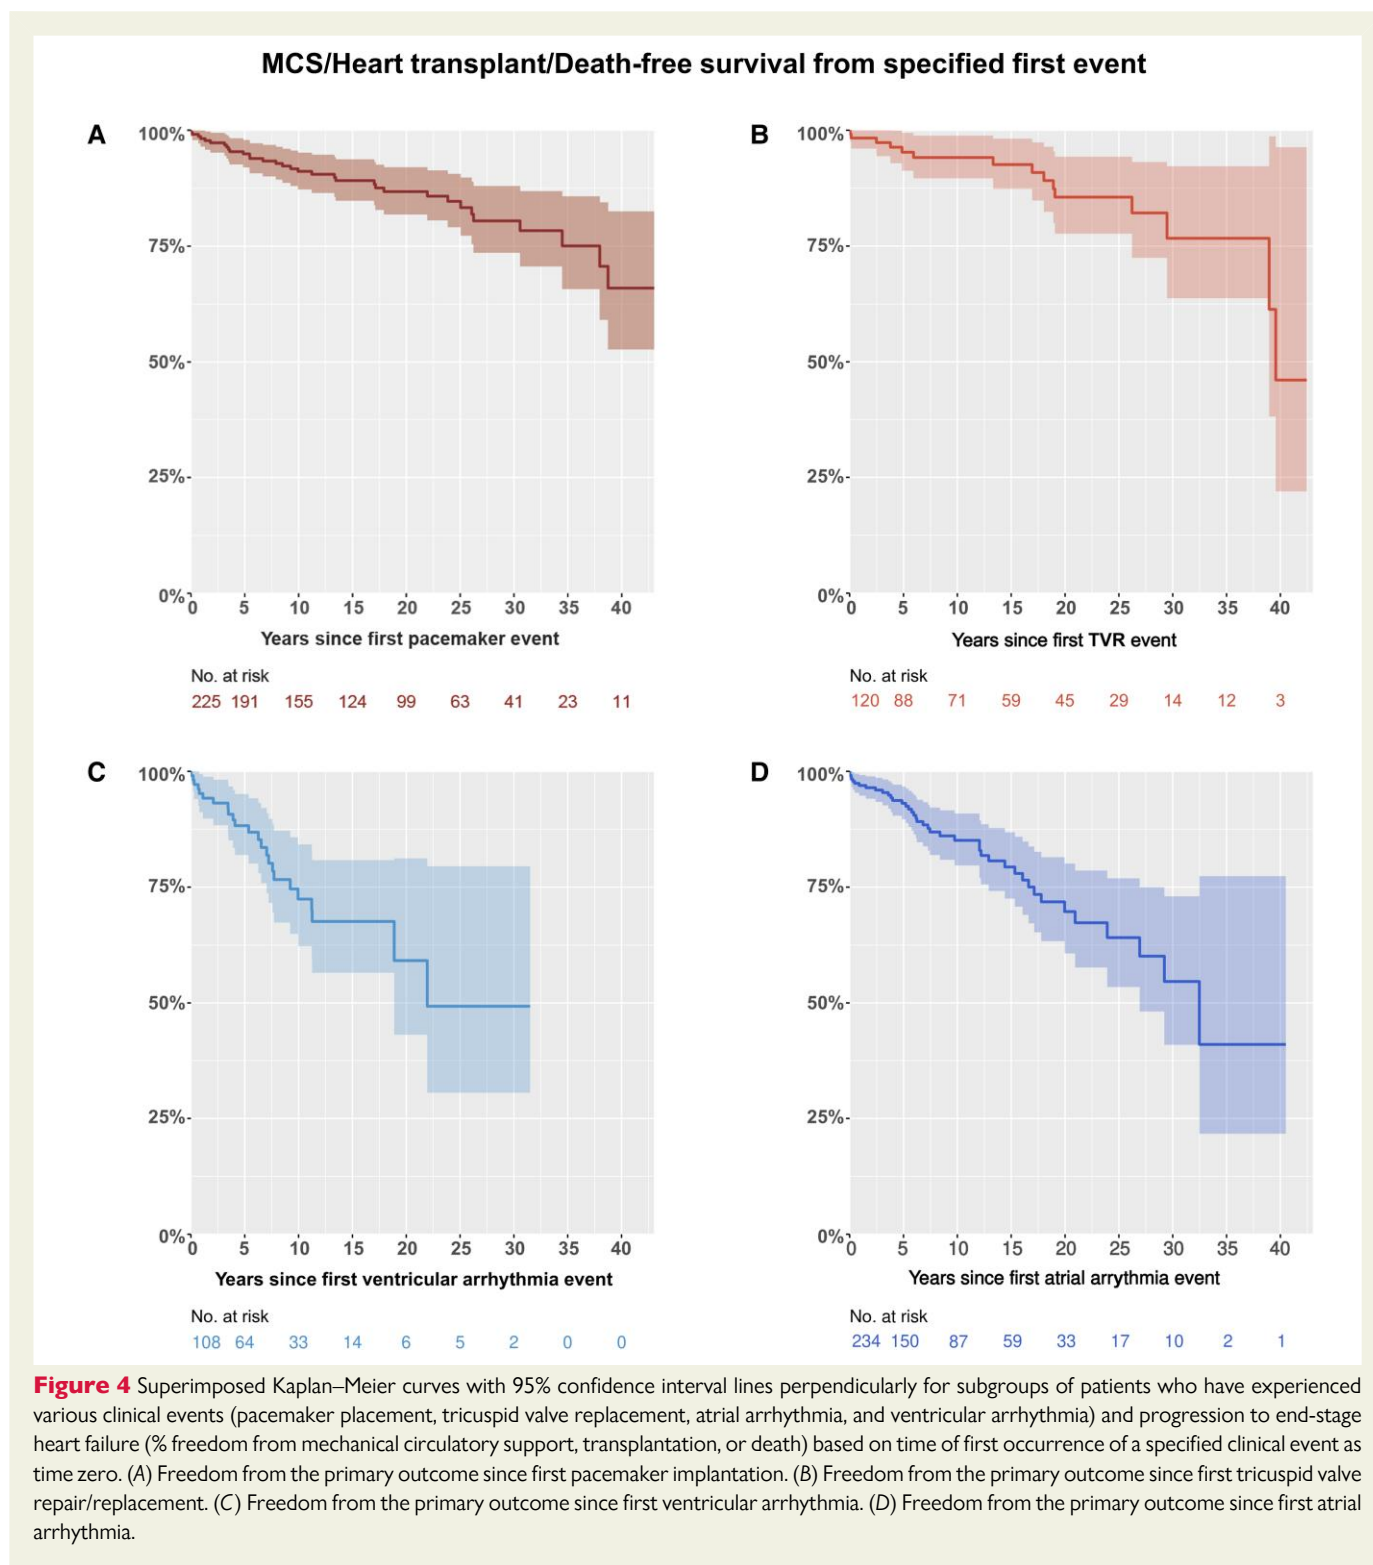 MCS/Heart transplant/Death-free survival from specified first event
A
100%
75%
50%
25%
0%
0 5 10 15 20 25 30 35 40
Years since first pacemaker event
No. at risk
225 191 155 124 99 63 41 23 11
B
100%
75%
50%
25%
0%
0 5 10 15 20 25 30 35 40
Years since first TVR event
No. at risk
120 88 71 59 45 29 14 12 3
C
100%
75%
50%
25%
0%
0 5 10 15 20 25 30 35 40
Years since first ventricular arrhythmia event
No. at risk
108 64 33 14 6 5 2 0 0
D
100%
75%
50%
25%
0%
0 5 10 15 20 25 30 35 40
Years since first atrial arrythmia event
No. at risk
234 150 87 59 33 17 10 2 1
Figure 4 Superimposed Kaplan–Meier curves with 95% confidence interval lines perpendicularly for subgroups of patients who have experienced
various clinical events (pacemaker placement, tricuspid valve replacement, atrial arrhythmia, and ventricular arrhythmia) and progression to end-stage
heart failure (% freedom from mechanical circulatory support, transplantation, or death) based on time of first occurrence of a specified clinical event as
time zero. (A) Freedom from the primary outcome since first pacemaker implantation. (B) Freedom from the primary outcome since first tricuspid valve
repair/replacement. (C) Freedom from the primary outcome since first ventricular arrhythmia. (D) Freedom from the primary outcome since first atrial
arrhythmia.